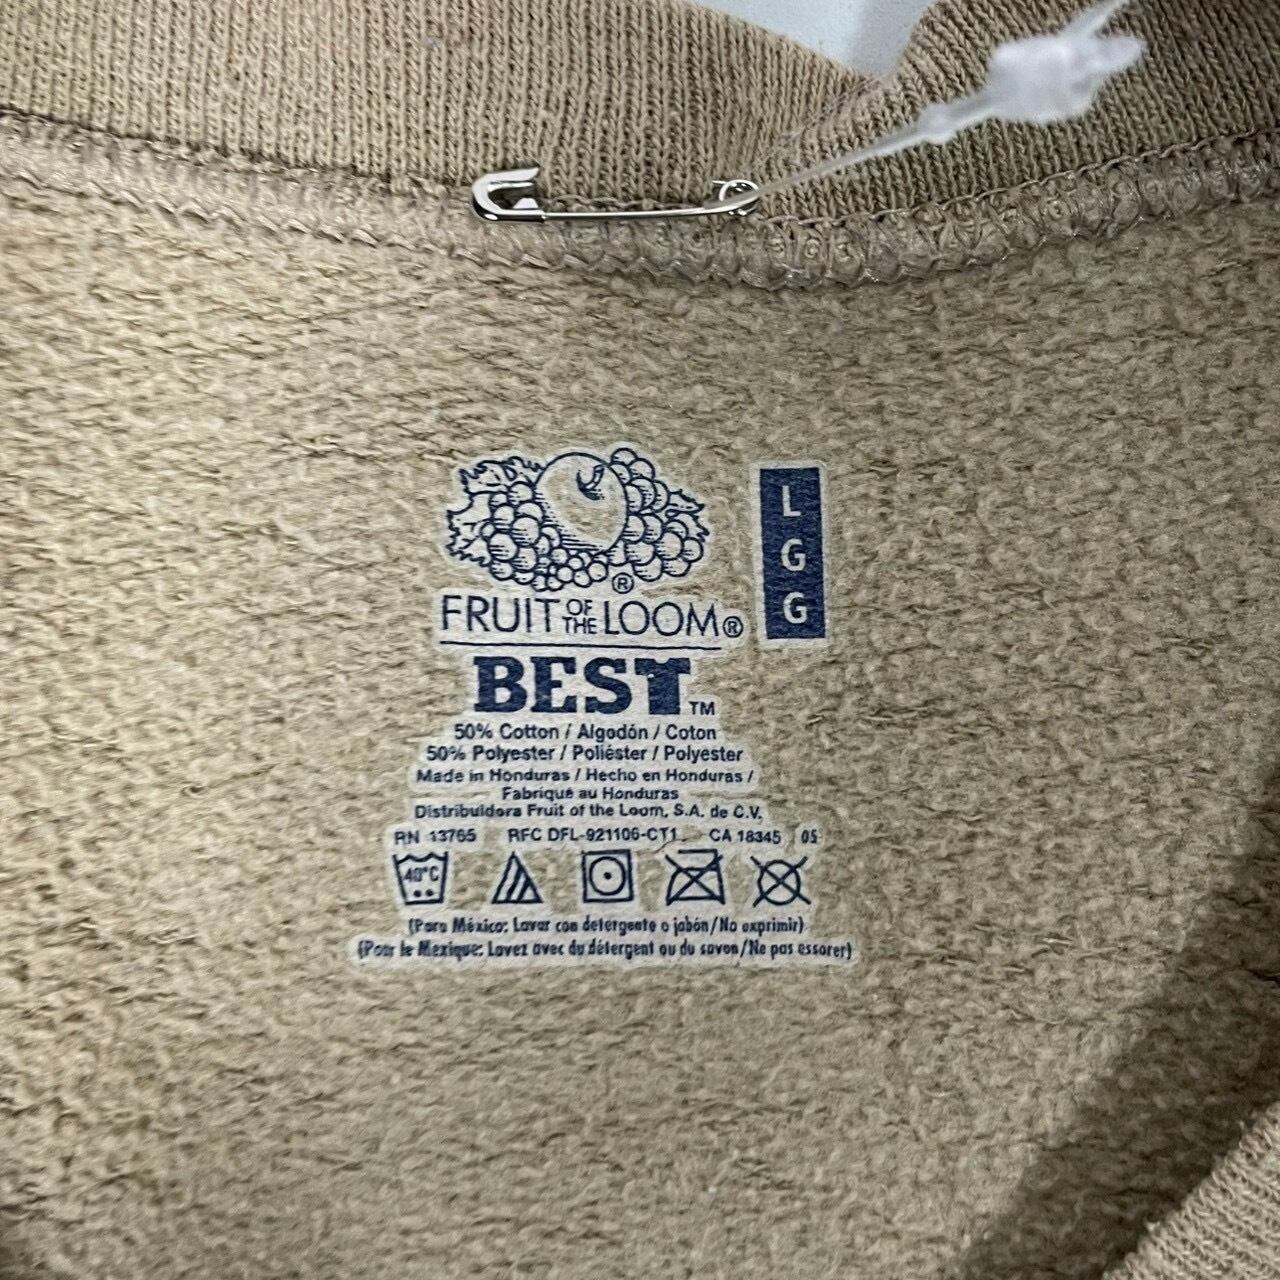 L
G
G
®
FRUIT OF THE LOOM®
BEST™
50% Cotton / Algodón / Coton
50% Polyester / Poliéster / Polyester
Made in Honduras / Hecho en Honduras /
Fabriqué au Honduras
Distribuidora Fruit of the Loom, S.A. de C.V.
RN 13765 RFC DFL-921106-CT1 CA 18345 05
40°C
(Para México: Lavar con detergente o jabón/No exprimir)
(Pour le Mexique: Lavez avec du détergent ou du savon/Ne pas essorer)